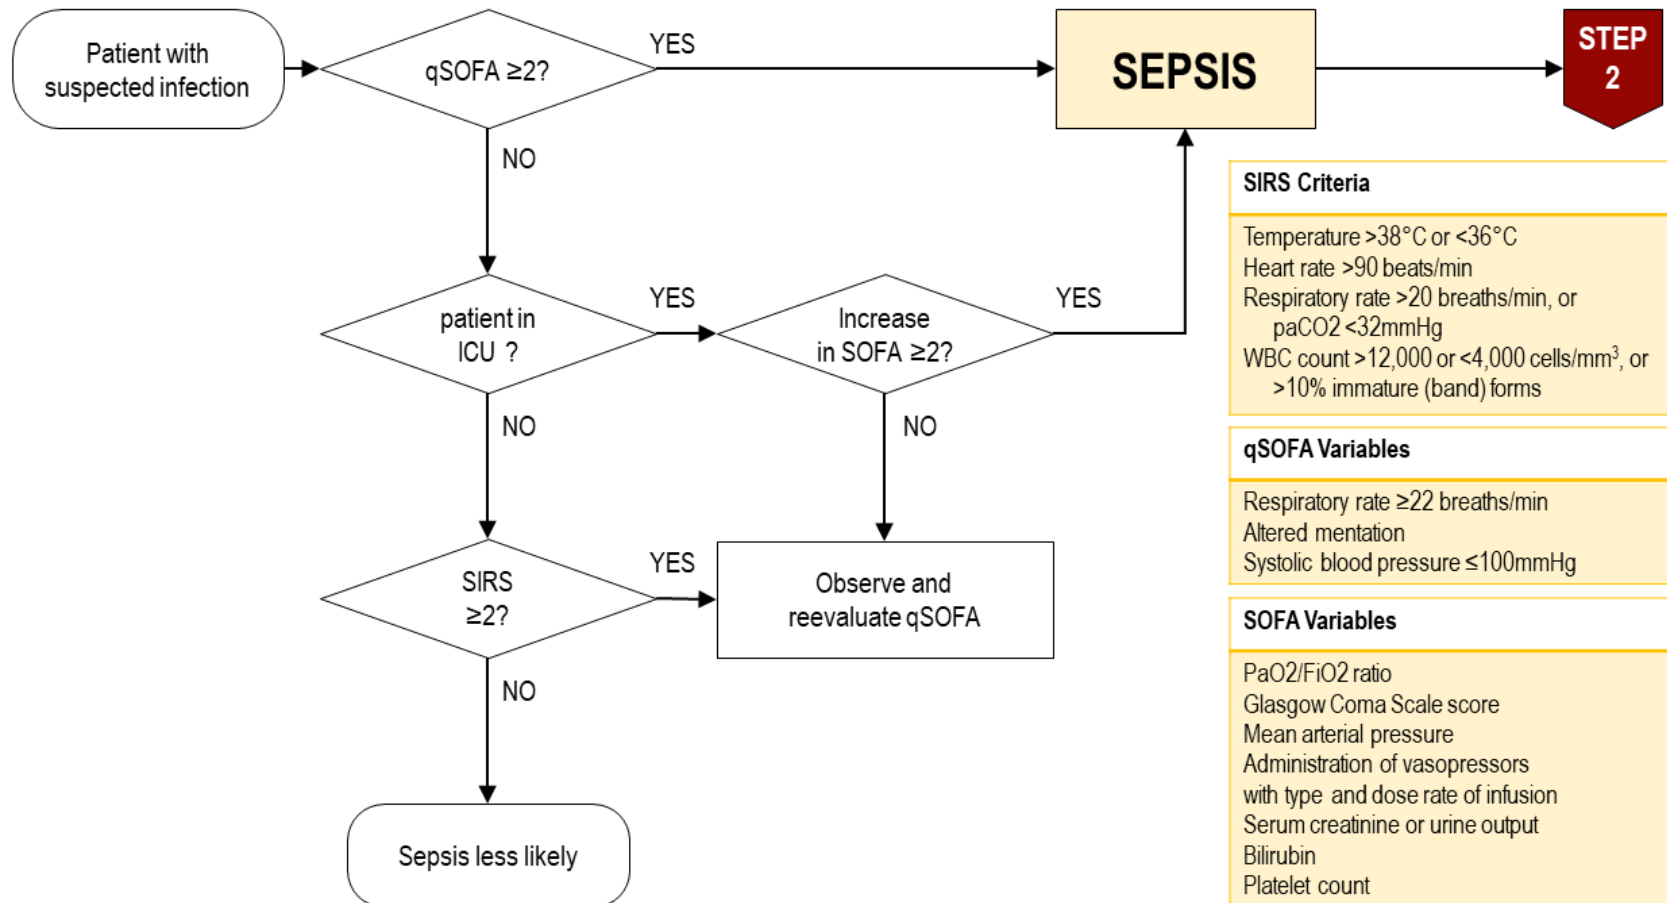 Patient with
suspected infection
qSOFA ≥2?
YES
SEPSIS
STEP
2
NO
patient in
ICU ?
YES
Increase
in SOFA ≥2?
YES
NO
NO
SIRS
≥2?
YES
Observe and
reevaluate qSOFA
NO
Sepsis less likely
SIRS Criteria
Temperature >38°C or <36°C
Heart rate >90 beats/min
Respiratory rate >20 breaths/min, or
paCO2 <32mmHg
WBC count >12,000 or <4,000 cells/mm³, or
>10% immature (band) forms
qSOFA Variables
Respiratory rate ≥22 breaths/min
Altered mentation
Systolic blood pressure ≤100mmHg
SOFA Variables
PaO2/FiO2 ratio
Glasgow Coma Scale score
Mean arterial pressure
Administration of vasopressors
with type and dose rate of infusion
Serum creatinine or urine output
Bilirubin
Platelet count